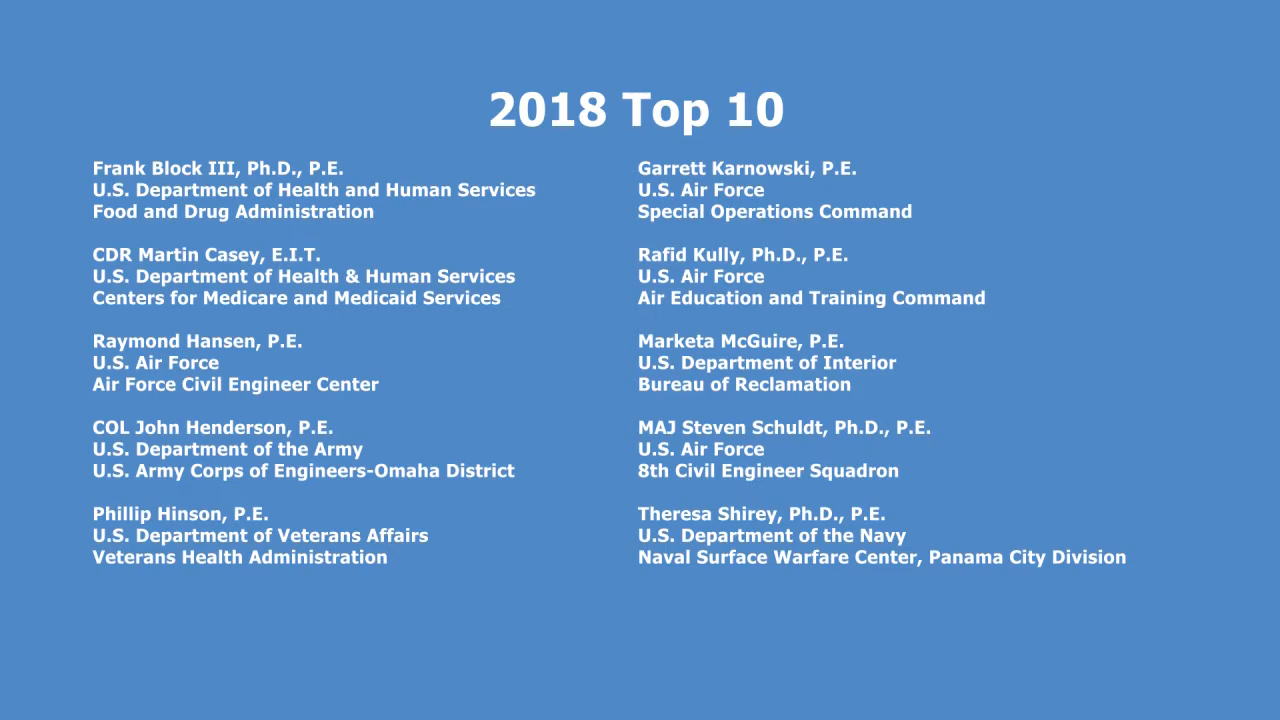 2018 Top 10
Frank Block III, Ph.D., P.E.
U.S. Department of Health and Human Services
Food and Drug Administration
CDR Martin Casey, E.I.T.
U.S. Department of Health & Human Services
Centers for Medicare and Medicaid Services
Raymond Hansen, P.E.
U.S. Air Force
Air Force Civil Engineer Center
COL John Henderson, P.E.
U.S. Department of the Army
U.S. Army Corps of Engineers-Omaha District
Phillip Hinson, P.E.
U.S. Department of Veterans Affairs
Veterans Health Administration
Garrett Karnowski, P.E.
U.S. Air Force
Special Operations Command
Rafid Kully, Ph.D., P.E.
U.S. Air Force
Air Education and Training Command
Marketa McGuire, P.E.
U.S. Department of Interior
Bureau of Reclamation
MAJ Steven Schuldt, Ph.D., P.E.
U.S. Air Force
8th Civil Engineer Squadron
Theresa Shirey, Ph.D., P.E.
U.S. Department of the Navy
Naval Surface Warfare Center, Panama City Division